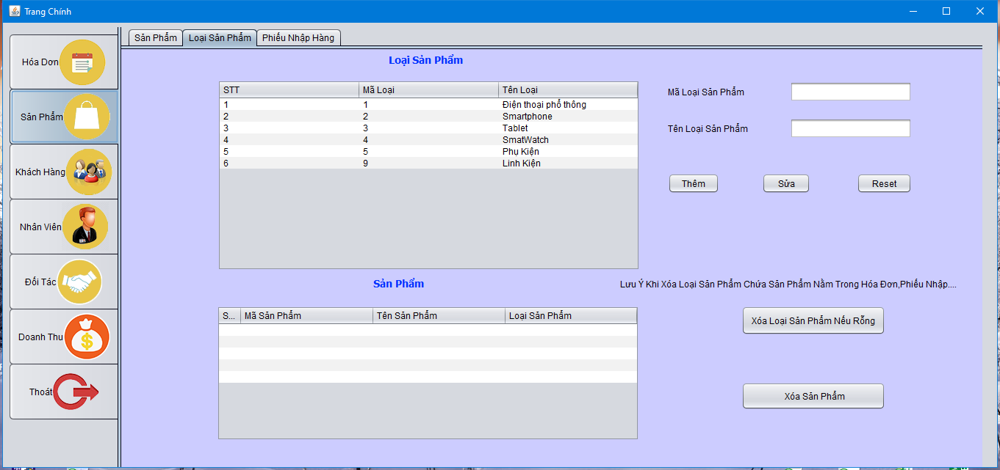 Trang Chính
Hóa Dơn
Sản Phẩm
Khách Hàng
Nhân Viên
Đối Tác
Doanh Thu
Thoát
Sản Phẩm Loại Sản Phẩm Phiếu Nhập Hàng
Loại Sản Phẩm
STT Mã Loại Tên Loại
1 1 Điện thoại phổ thông
2 2 Smartphone
3 3 Tablet
4 4 SmatWatch
5 5 Phụ Kiện
6 9 Linh Kiện
Mã Loại Sản Phẩm
Tên Loại Sản Phẩm
Thêm Sửa Reset
Sản Phẩm
S... Mã Sản Phẩm Tên Sản Phẩm Loại Sản Phẩm
Lưu Ý Khi Xóa Loại Sản Phẩm Chứa Sản Phẩm Nằm Trong Hóa Đơn,Phiếu Nhập....
Xóa Loại Sản Phẩm Nếu Rỗng
Xóa Sản Phẩm